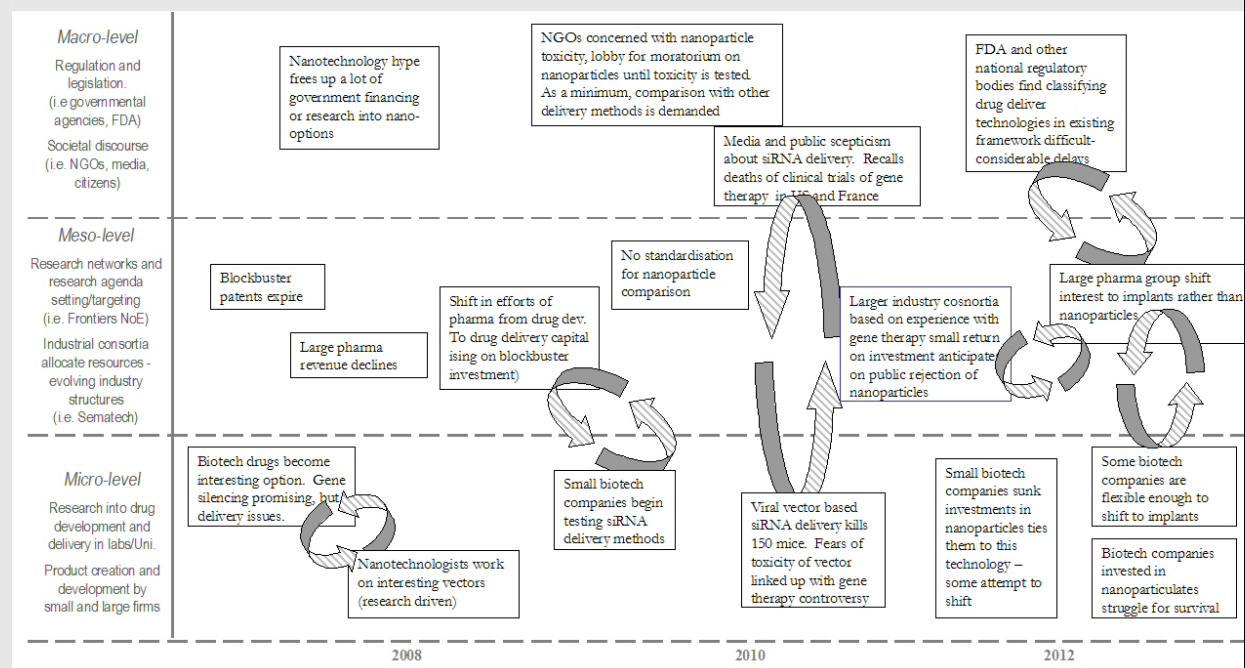 Macro-level
Regulation and
legislation.
(i.e governmental
agencies, FDA)
Societal discourse
(i.e. NGOs, media,
citizens)
Nanotechnology hype
frees up a lot of
government financing
or research into nano-
options
NGOs concerned with nanoparticle
toxicity, lobby for moratorium on
nanoparticles until toxicity is tested.
As a minimum, comparison with other
delivery methods is demanded
Media and public scepticism
about siRNA delivery. Recalls
deaths of clinical trials of gene
therapy in US and France
FDA and other
national regulatory
bodies find classifying
drug deliver
technologies in existing
framework difficult-
considerable delays
Meso-level
Research networks and
research agenda
setting/targeting
(i.e. Frontiers NoE)
Industrial consortia
allocate resources -
evolving industry
structures
(i.e. Sematech)
Blockbuster
patents expire
Large pharma
revenue declines
Shift in efforts of
pharma from drug dev.
To drug delivery capital
ising on blockbuster
investment)
No standardisation
for nanoparticle
comparison
Larger industry cosnortia
based on experience with
gene therapy small return
on investment anticipate
on public rejection of
nanoparticles
Large pharma group shift
interest to implants rather than
nanoparticles
Micro-level
Research into drug
development and
delivery in labs/Uni.
Product creation and
development by
small and large firms
Biotech drugs become
interesting option. Gene
silencing promising, but
delivery issues.
Nanotechnologists work
on interesting vectors
(research driven)
Small biotech
companies begin
testing siRNA
delivery methods
Viral vector based
siRNA delivery kills
150 mice. Fears of
toxicity of vector
linked up with gene
therapy controversy
Small biotech
companies sunk
investments in
nanoparticles ties
them to this
technology –
some attempt to
shift
Some biotech
companies are
flexible enough to
shift to implants
Biotech companies
invested in
nanoparticulates
struggle for survival
2008
2010
2012